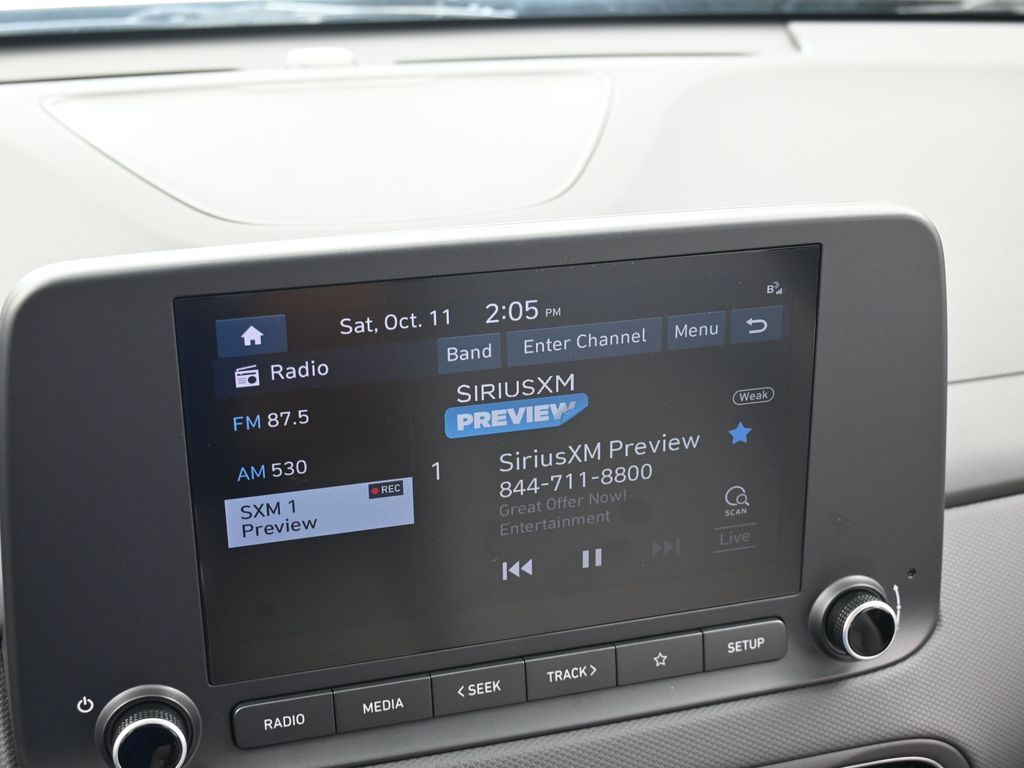 Sat, Oct. 11 2:05 PM
B
Radio
Band
Enter Channel
Menu
FM 87.5
AM 530
SXM 1 REC
Preview
SIRIUSXM
PREVIEW
Weak
1
SiriusXM Preview
844-711-8800
Great Offer Now!
Entertainment
SCAN
Live
RADIO
MEDIA
< SEEK
TRACK >
SETUP